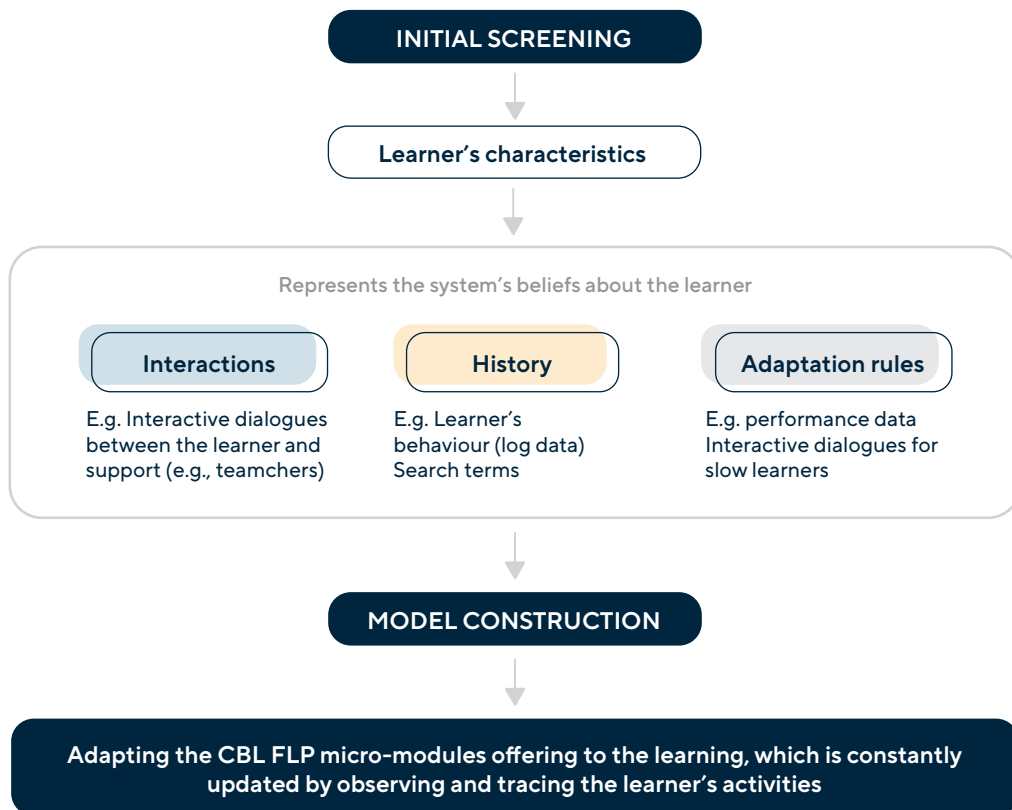 INITIAL SCREENING
Learner's characteristics
Represents the system's beliefs about the learner
Interactions
E.g. Interactive dialogues
between the learner and
support (e.g., teamchers)
History
E.g. Learner's
behaviour (log data)
Search terms
Adaptation rules
E.g. performance data
Interactive dialogues for
slow learners
MODEL CONSTRUCTION
Adapting the CBL FLP micro-modules offering to the learning, which is constantly
updated by observing and tracing the learner's activities